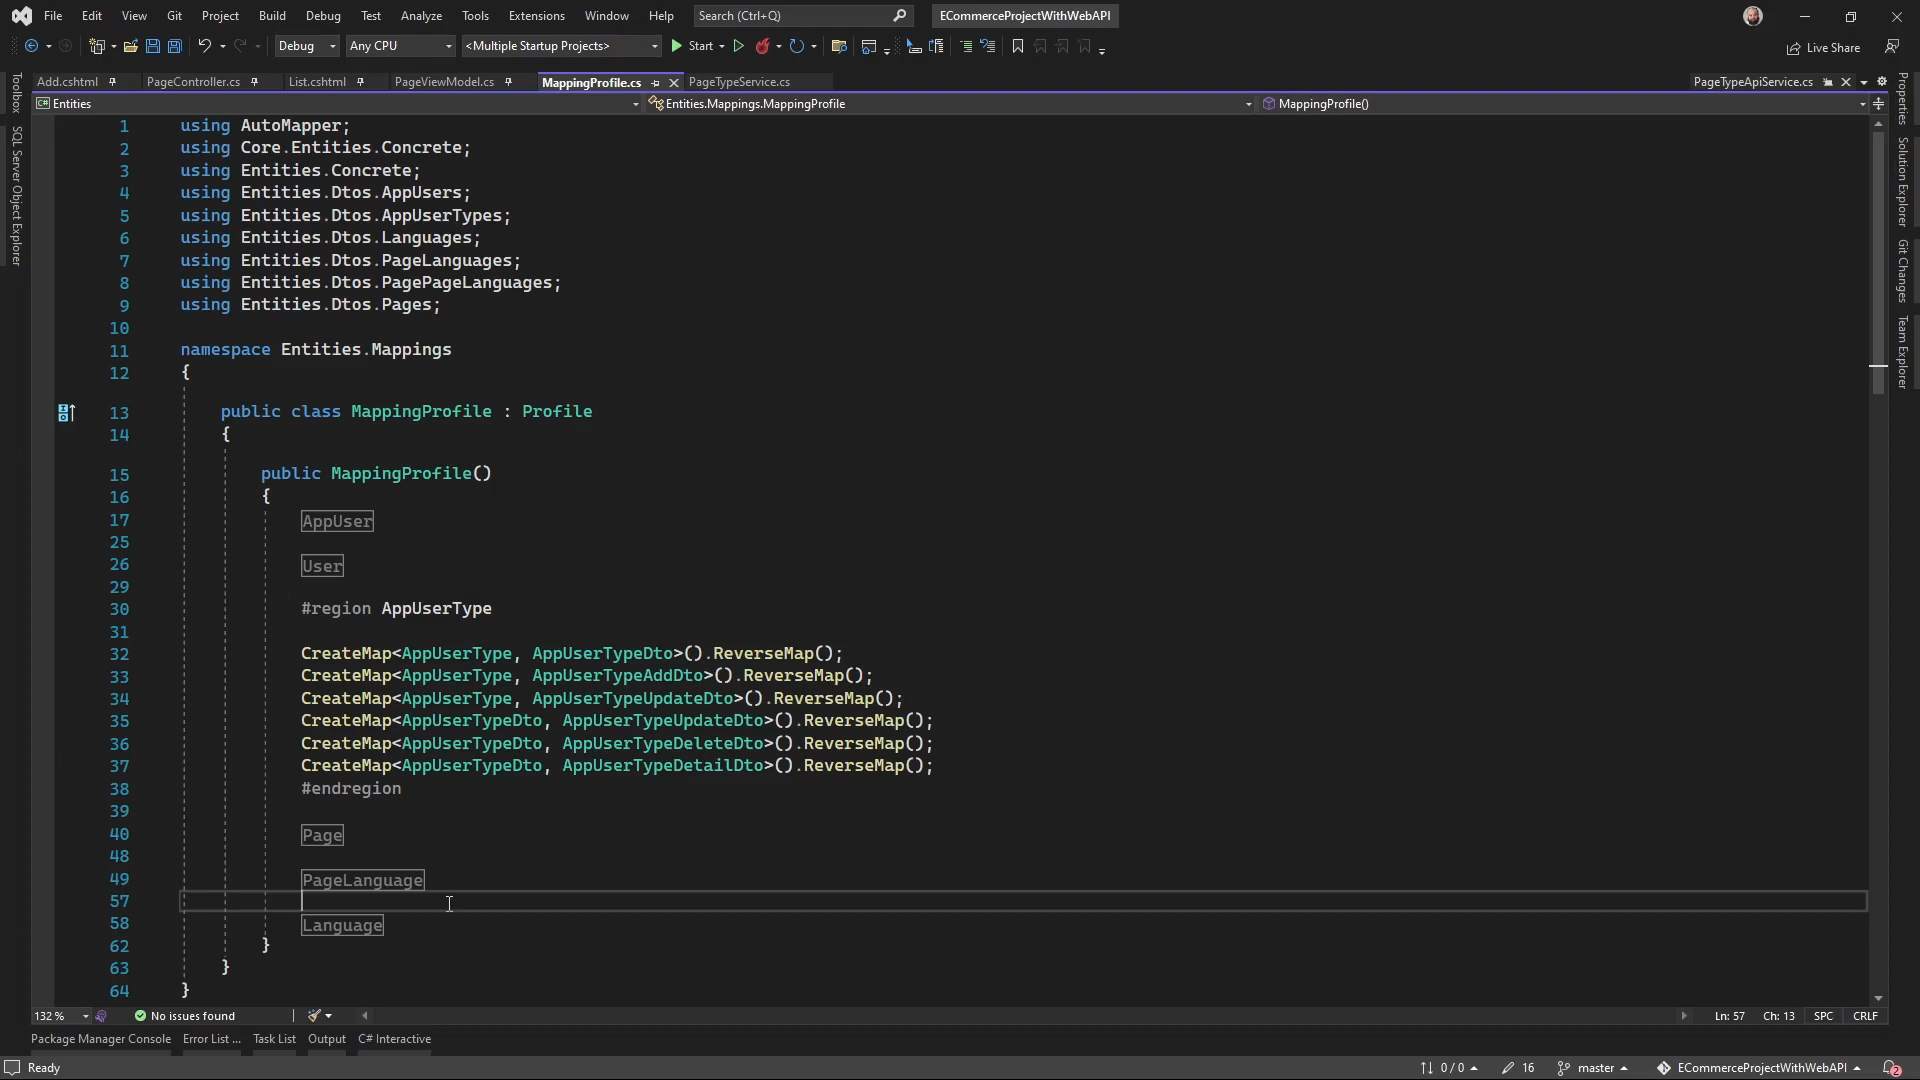 File Edit View Git Project Build Debug Test Analyze Tools Extensions Window Help Search (Ctrl+Q) ECommerceProjectWithWebAPI
Debug Any CPU <Multiple Startup Projects> Start Live Share
Add.cshtml PageController.cs List.cshtml PageViewModel.cs MappingProfile.cs PageTypeService.cs PageTypeApiService.cs
Entities Entities.Mappings.MappingProfile MappingProfile()
Toolbox
SQL Server Object Explorer
Properties
Solution Explorer
Git Changes
Team Explorer
1 using AutoMapper;
2 using Core.Entities.Concrete;
3 using Entities.Concrete;
4 using Entities.Dtos.AppUsers;
5 using Entities.Dtos.AppUserTypes;
6 using Entities.Dtos.Languages;
7 using Entities.Dtos.PageLanguages;
8 using Entities.Dtos.PagePageLanguages;
9 using Entities.Dtos.Pages;
10
11 namespace Entities.Mappings
12 {
13 public class MappingProfile : Profile
14 {
15 public MappingProfile()
16 {
17 AppUser
25
26 User
29
30 #region AppUserType
31
32 CreateMap<AppUserType, AppUserTypeDto>().ReverseMap();
33 CreateMap<AppUserType, AppUserTypeAddDto>().ReverseMap();
34 CreateMap<AppUserType, AppUserTypeUpdateDto>().ReverseMap();
35 CreateMap<AppUserTypeDto, AppUserTypeUpdateDto>().ReverseMap();
36 CreateMap<AppUserTypeDto, AppUserTypeDeleteDto>().ReverseMap();
37 CreateMap<AppUserTypeDto, AppUserTypeDetailDto>().ReverseMap();
38 #endregion
39
40 Page
48
49 PageLanguage
57
58 Language
62 }
63 }
64 }
132 % No issues found Ln: 57 Ch: 13 SPC CRLF
Package Manager Console Error List ... Task List Output C# Interactive
Ready 0 / 0 16 master ECommerceProjectWithWebAPI 2